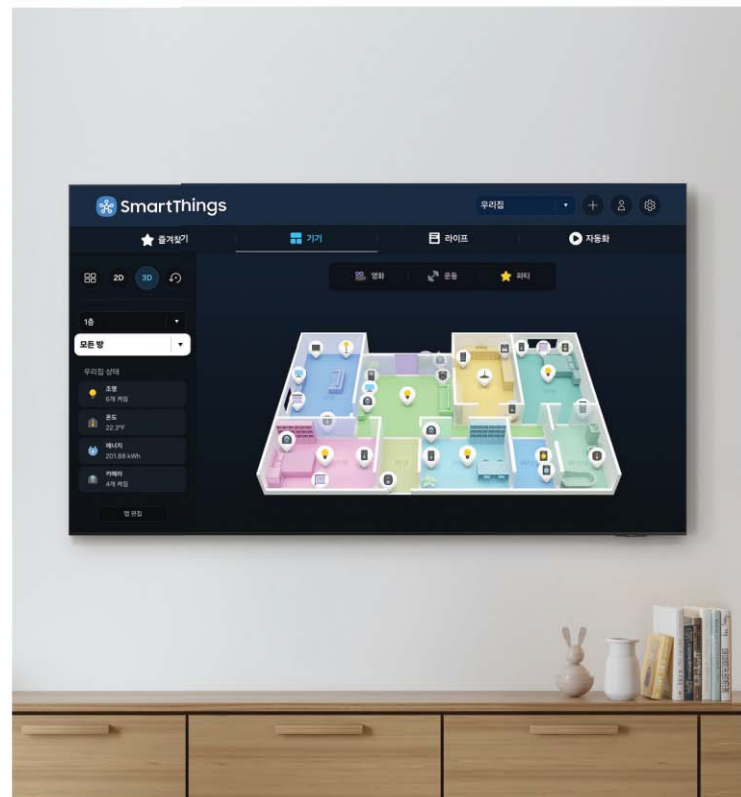 SmartThings
우리집
즐겨찾기
기기
라이프
자동화
2D
3D
영화
운동
파티
1층
모든 방
우리집 상태
조명
6개 켜짐
온도
22.3°F
에너지
201.88 kWh
카메라
4개 켜짐
맵 편집